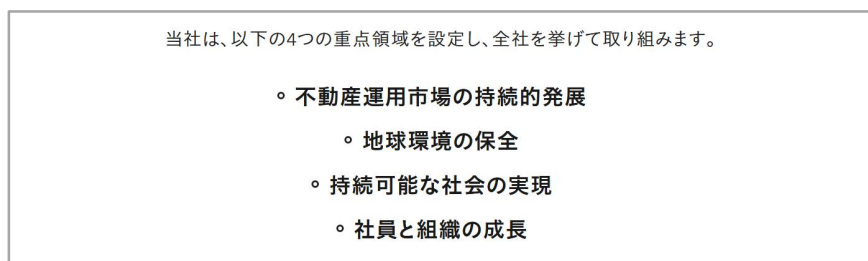 当社は、以下の4つの重点領域を設定し、全社を挙げて取り組みます。
⚬ 不動産運用市場の持続的発展
⚬ 地球環境の保全
⚬ 持続可能な社会の実現
⚬ 社員と組織の成長